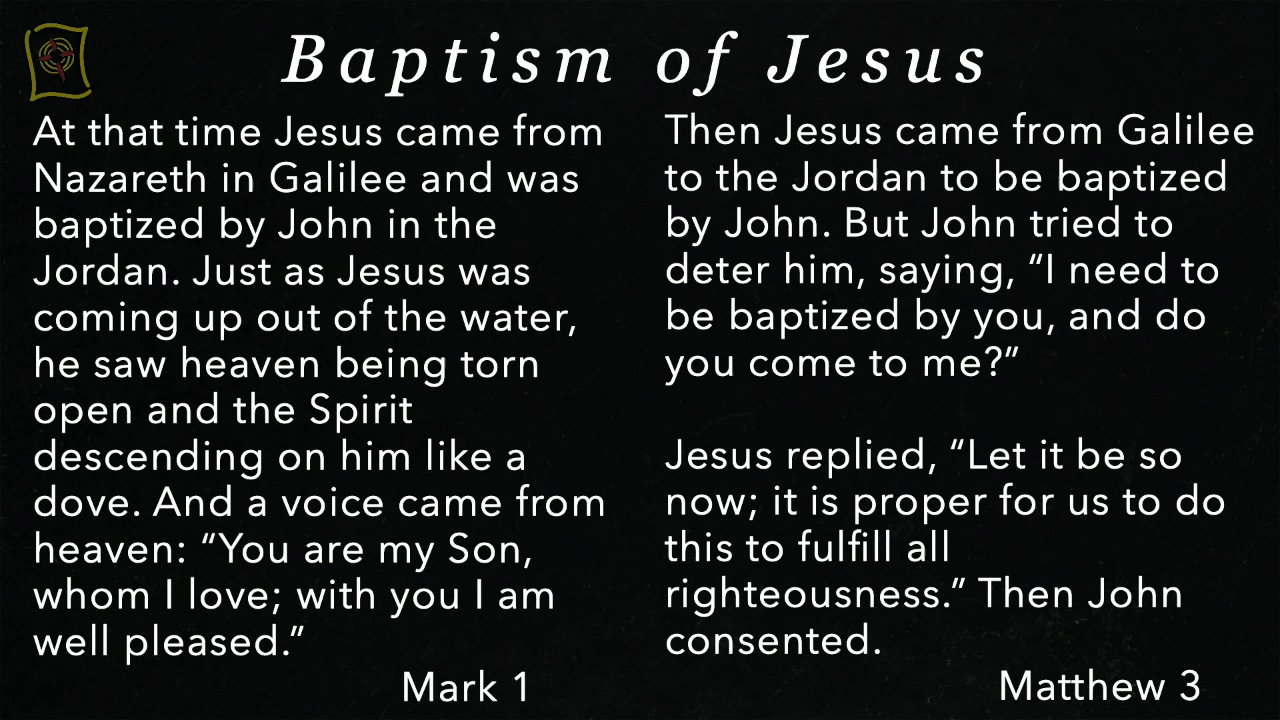 Baptism of Jesus
At that time Jesus came from
Nazareth in Galilee and was
baptized by John in the
Jordan. Just as Jesus was
coming up out of the water,
he saw heaven being torn
open and the Spirit
descending on him like a
dove. And a voice came from
heaven: “You are my Son,
whom I love; with you I am
well pleased.”
Mark 1
Then Jesus came from Galilee
to the Jordan to be baptized
by John. But John tried to
deter him, saying, “I need to
be baptized by you, and do
you come to me?”
Jesus replied, “Let it be so
now; it is proper for us to do
this to fulfill all
righteousness.” Then John
consented.
Matthew 3